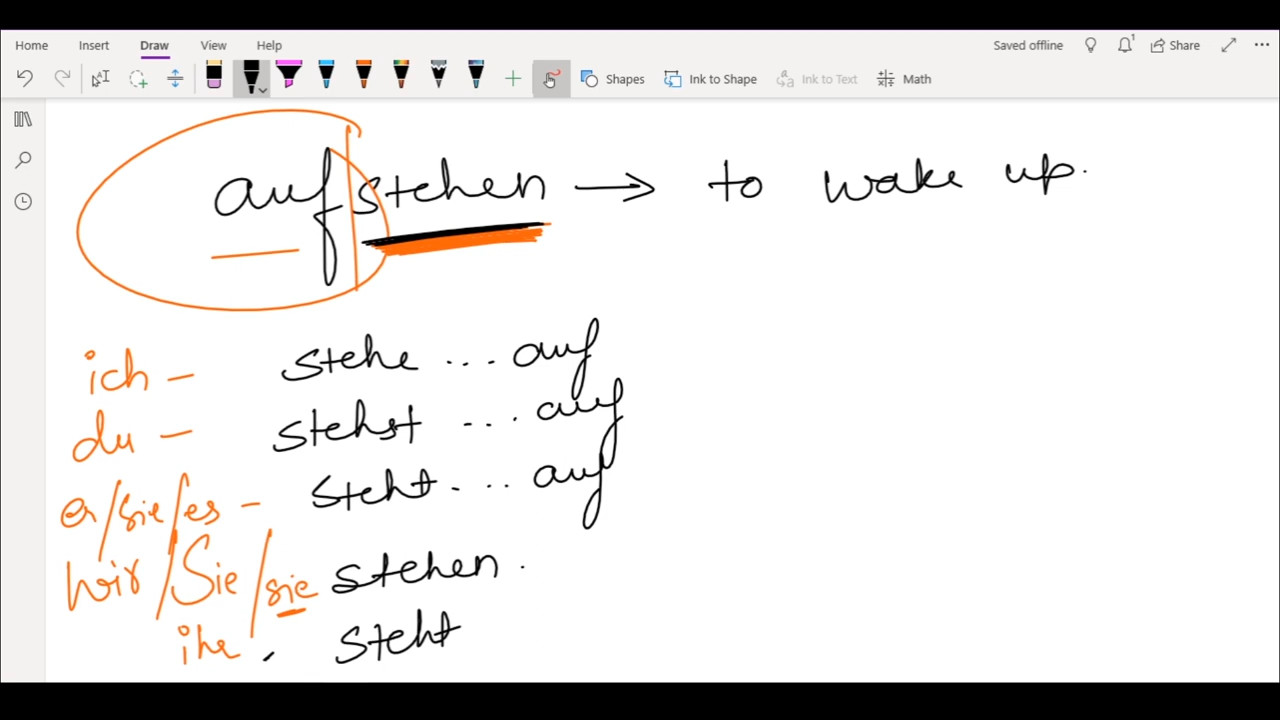 Home Insert Draw View Help Saved offline 1 Share
Shapes Ink to Shape Ink to Text Math
aufstehen → to wake up.
ich - stehe ... auf
du - stehst ... auf
er/sie/es - steht ... auf
wir/Sie/sie stehen .
ihr, steht